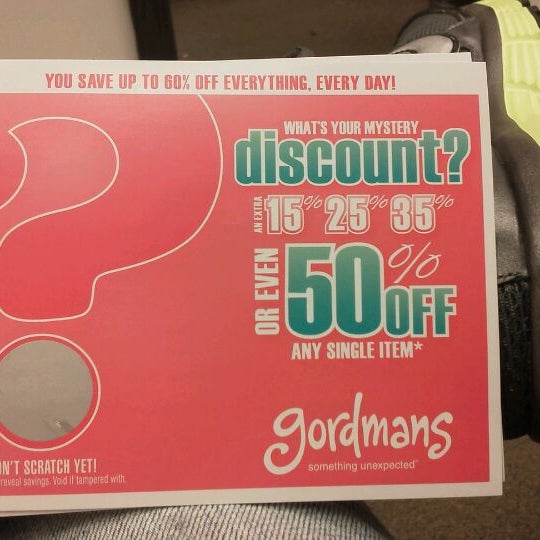 YOU SAVE UP TO 60% OFF EVERYTHING, EVERY DAY!
WHAT'S YOUR MYSTERY
discount?
AN EXTRA 15% 25% 35%
OR EVEN 50% OFF
ANY SINGLE ITEM*
gordmans
something unexpected
N'T SCRATCH YET!
reveal savings. Void if tampered with.